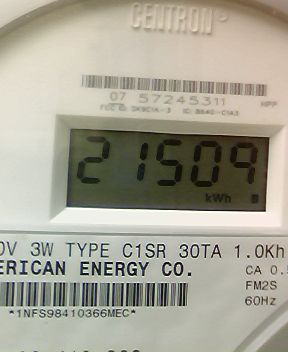 CENTRON
07 57245311 HPP
21509
kWh
0V 3W TYPE C1SR 30TA 1.0Kh
ERICAN ENERGY CO.
CA 0.5
FM2S
60Hz
*1NFS98410366MEC*